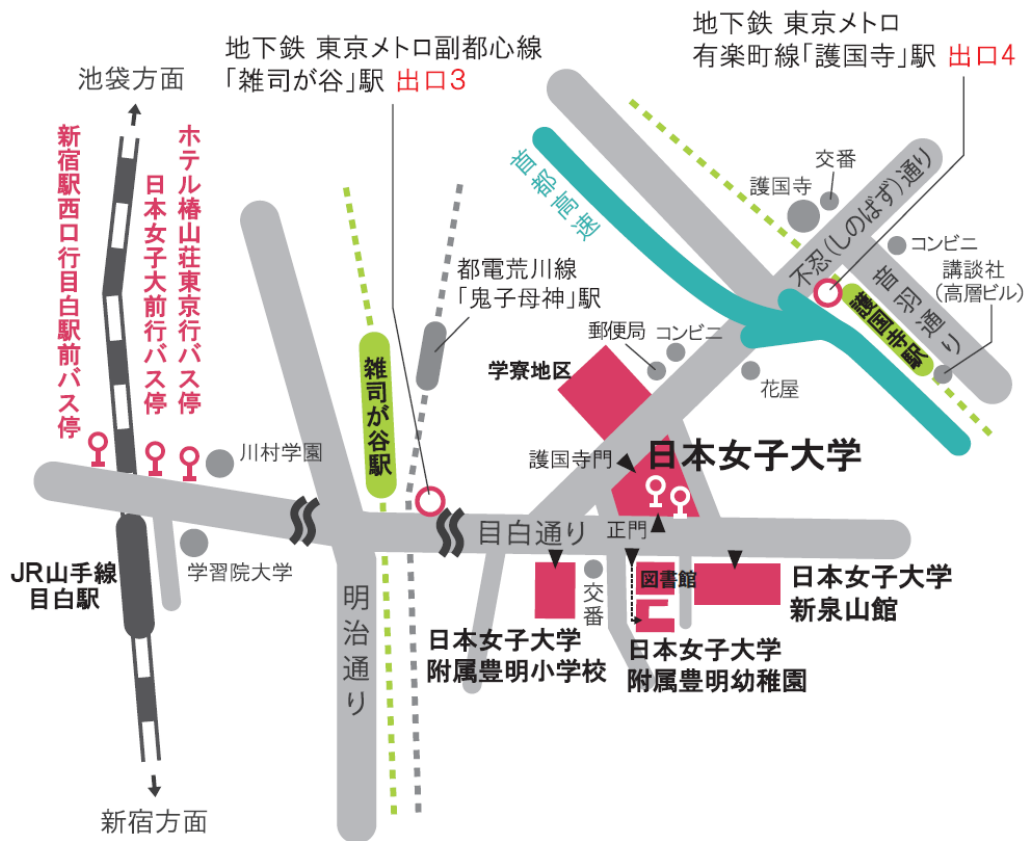 地下鉄 東京メトロ副都心線
「雑司が谷」駅 出口3
地下鉄 東京メトロ
有楽町線「護国寺」駅 出口4
池袋方面
新宿駅西口行目白駅前バス停
日本女子大前行バス停
ホテル椿山荘東京行バス停
首都高速
交番
護国寺
不忍(しのばず)通り
コンビニ
講談社
(高層ビル)
音羽通り
護国寺駅
都電荒川線
「鬼子母神」駅
郵便局
コンビニ
学寮地区
花屋
雑司が谷駅
川村学園
護国寺門
日本女子大学
目白通り
正門
JR山手線
目白駅
学習院大学
明治通り
交番
図書館
日本女子大学
附属豊明小学校
日本女子大学
附属豊明幼稚園
日本女子大学
新泉山館
新宿方面